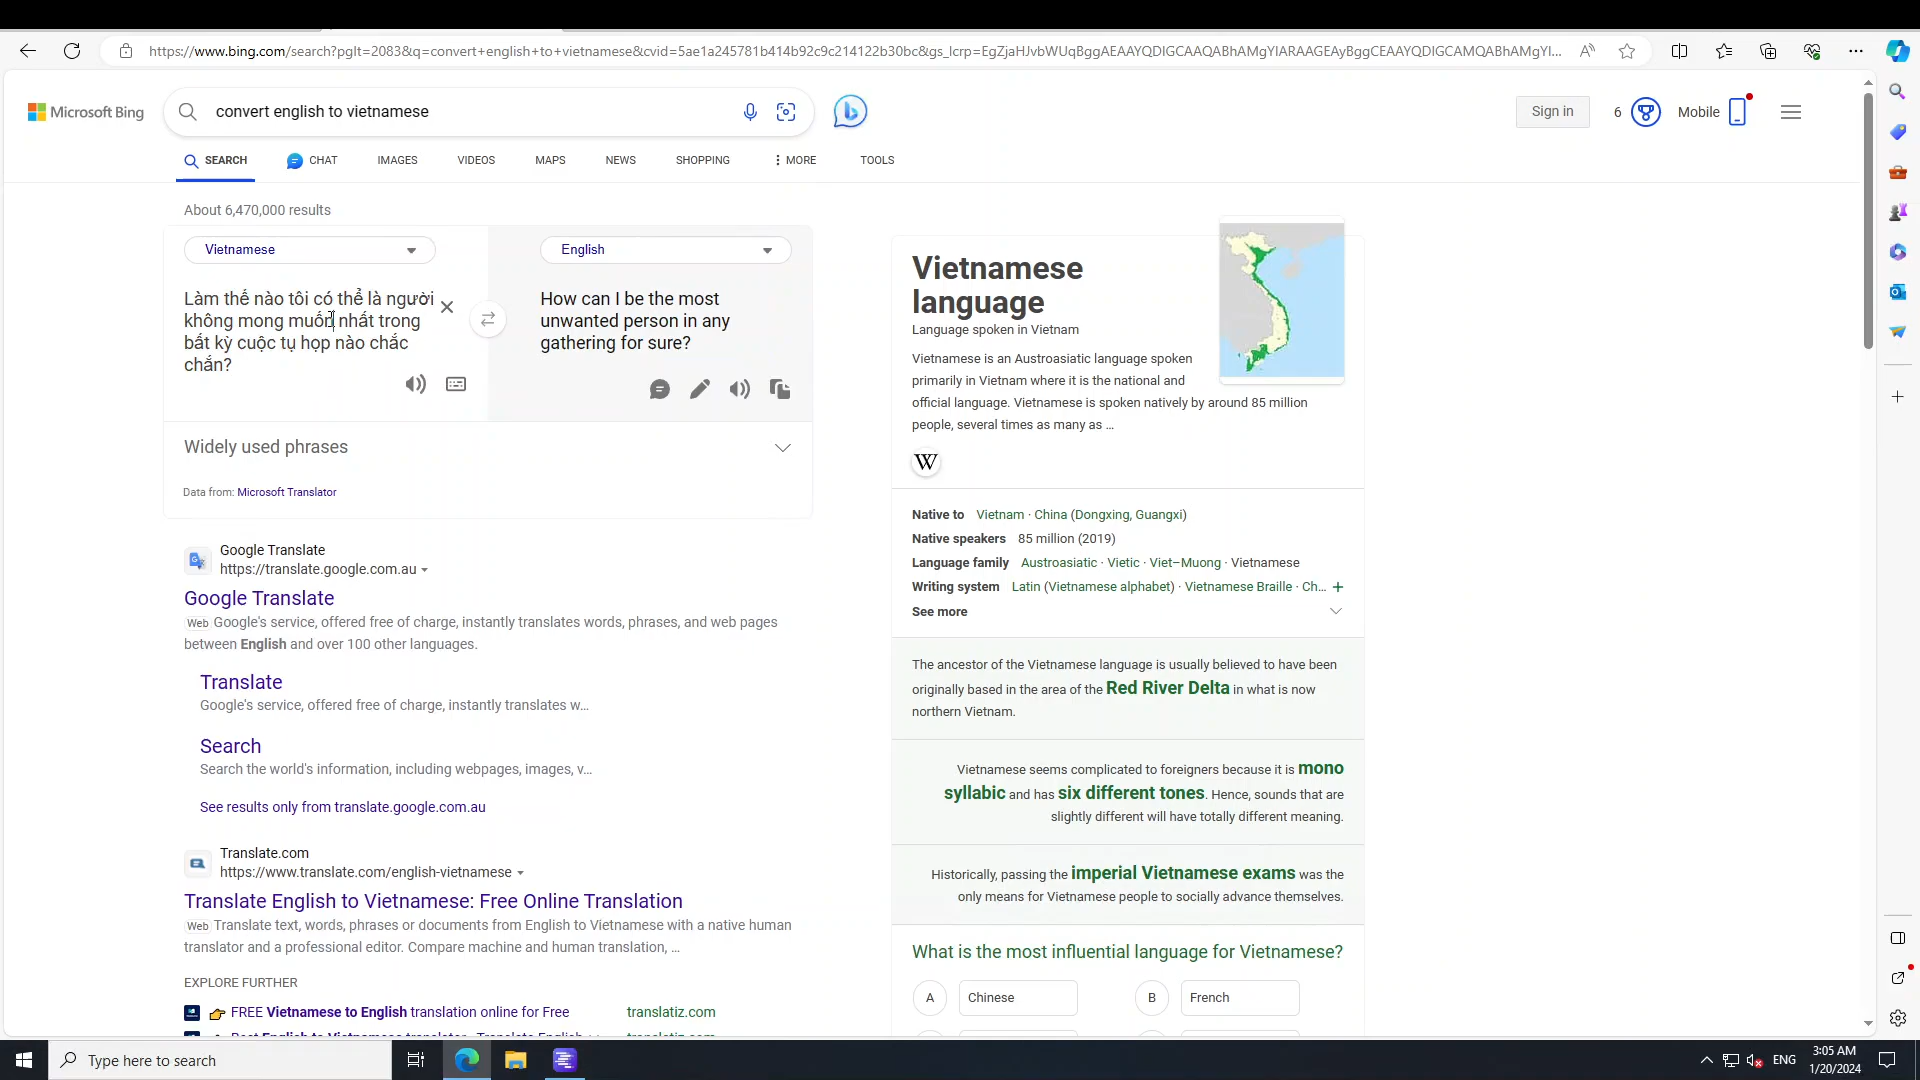 https://www.bing.com/search?pglt=2083&q=convert+english+to+vietnamese&cvid=5ae1a245781b414b92c9c214122b30bc&gs_lcrp=EgZjaHJvbWUqBggAEAAYQDIGCAAQABhAMgYIARAAGEAyBggCEAAYQDIGCAMQABhAMgYI...
Microsoft Bing
convert english to vietnamese
Sign in
6
Mobile
SEARCH
CHAT
IMAGES
VIDEOS
MAPS
NEWS
SHOPPING
MORE
TOOLS
About 6,470,000 results
Vietnamese
English
Làm thế nào tôi có thể là người
không mong muốn nhất trong
bất kỳ cuộc tụ họp nào chắc
chắn?
How can I be the most
unwanted person in any
gathering for sure?
Widely used phrases
Data from: Microsoft Translator
Google Translate
https://translate.google.com.au
Google Translate
Web Google's service, offered free of charge, instantly translates words, phrases, and web pages
between English and over 100 other languages.
Translate
Google's service, offered free of charge, instantly translates w...
Search
Search the world's information, including webpages, images, v...
See results only from translate.google.com.au
Translate.com
https://www.translate.com/english-vietnamese
Translate English to Vietnamese: Free Online Translation
Web Translate text, words, phrases or documents from English to Vietnamese with a native human
translator and a professional editor. Compare machine and human translation, ...
EXPLORE FURTHER
FREE Vietnamese to English translation online for Free
translatiz.com
Vietnamese
language
Language spoken in Vietnam
Vietnamese is an Austroasiatic language spoken
primarily in Vietnam where it is the national and
official language. Vietnamese is spoken natively by around 85 million
people, several times as many as ...
W
Native to Vietnam · China (Dongxing, Guangxi)
Native speakers 85 million (2019)
Language family Austroasiatic · Vietic · Viet–Muong · Vietnamese
Writing system Latin (Vietnamese alphabet) · Vietnamese Braille · Ch...
See more
The ancestor of the Vietnamese language is usually believed to have been
originally based in the area of the Red River Delta in what is now
northern Vietnam.
Vietnamese seems complicated to foreigners because it is mono
syllabic and has six different tones. Hence, sounds that are
slightly different will have totally different meaning.
Historically, passing the imperial Vietnamese exams was the
only means for Vietnamese people to socially advance themselves.
What is the most influential language for Vietnamese?
A Chinese
B French
Type here to search
ENG
3:05 AM
1/20/2024